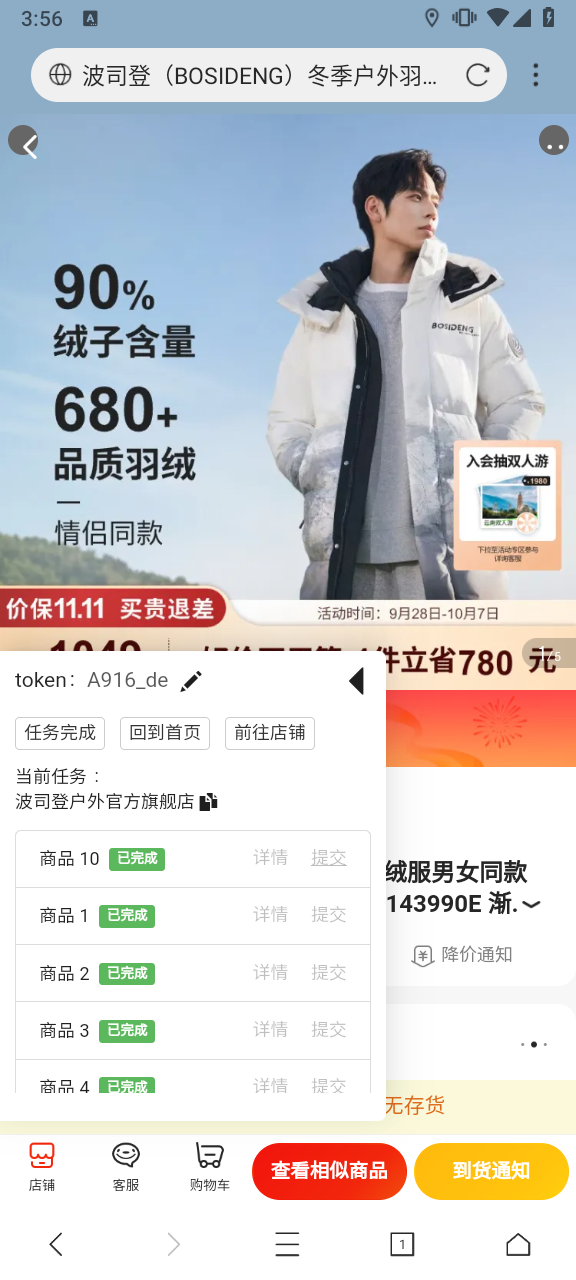 3:56
A
波司登（BOSIDENG）冬季户外羽…
90%
绒子含量
680+
品质羽绒
情侣同款
BOSIDENG
入会抽双人游
1980
云南双人游
下拉至活动专区参与
详询客服
价保11.11 买贵退差
活动时间：9月28日-10月7日
件立省780 元
1/5
token： A916_de
任务完成
回到首页
前往店铺
当前任务：
波司登户外官方旗舰店
商品 10 已完成 详情 提交
商品 1 已完成 详情 提交
商品 2 已完成 详情 提交
商品 3 已完成 详情 提交
商品 4 已完成 详情 提交
绒服男女同款
143990E 渐.
降价通知
无存货
店铺
客服
购物车
查看相似商品
到货通知
1